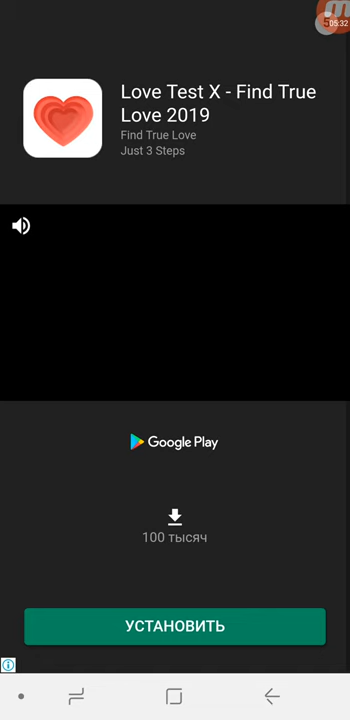 05:32
Love Test X - Find True
Love 2019
Find True Love
Just 3 Steps
Google Play
100 тысяч
УСТАНОВИТЬ